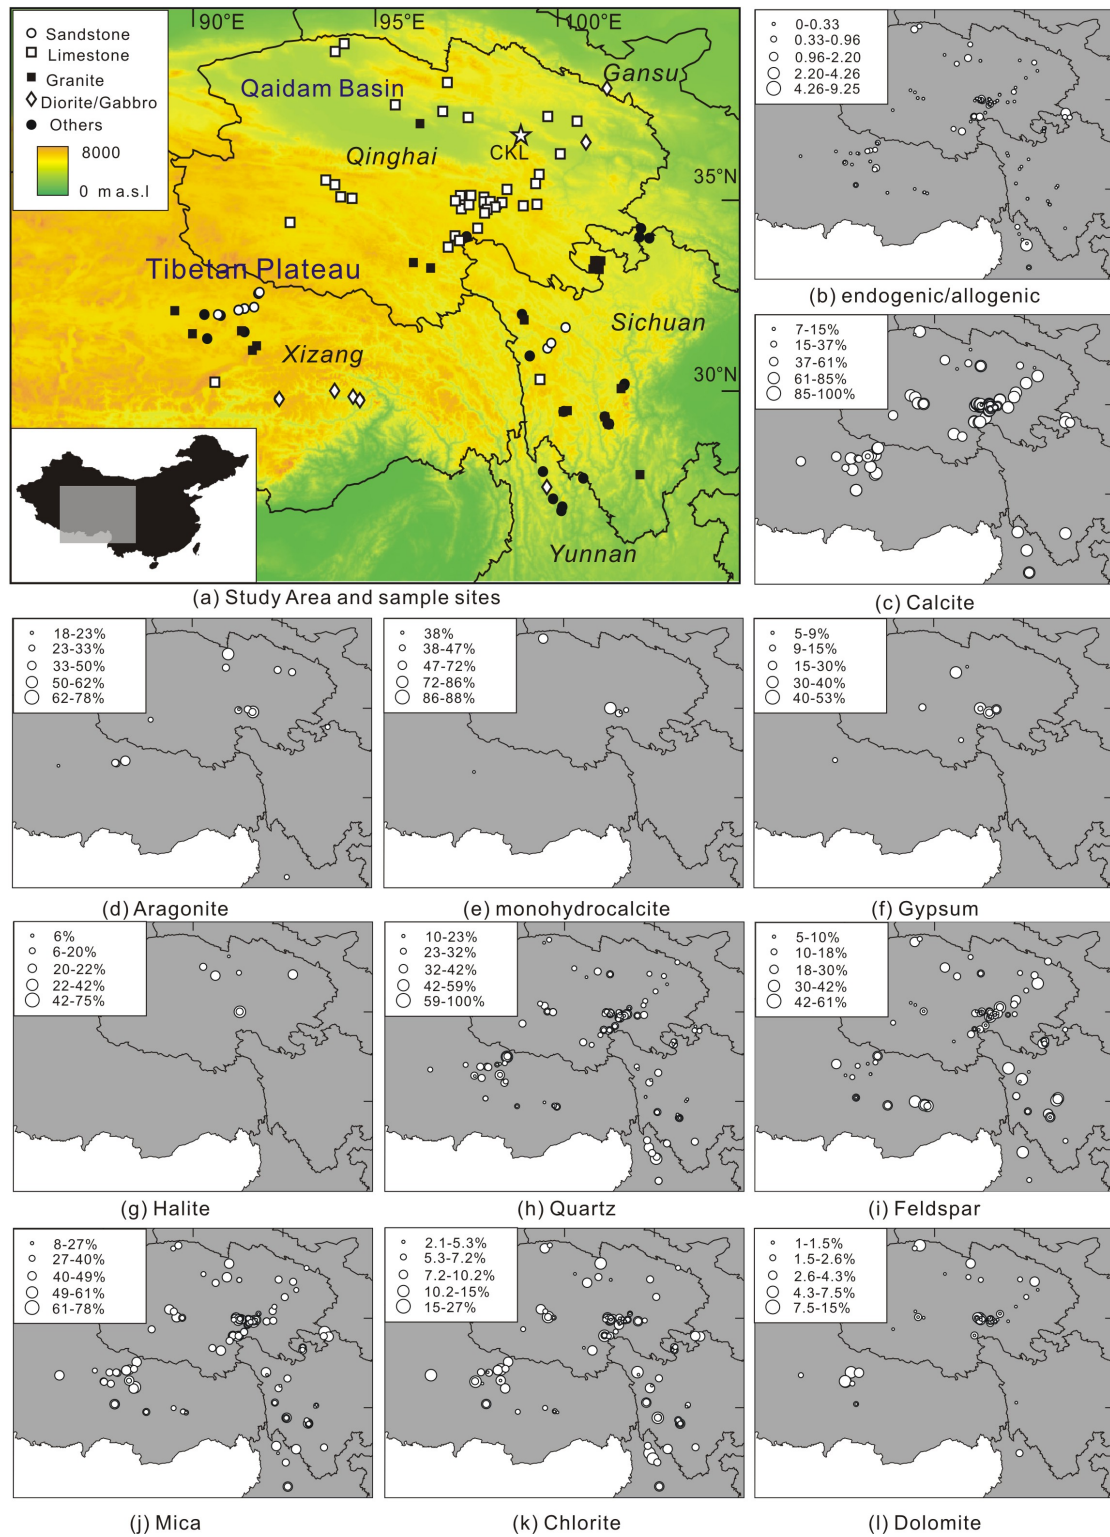 90°E 95°E 100°E
Sandstone
Limestone
Granite
Diorite/Gabbro
Others
8000
0 m a.s.l
Gansu
Qaidam Basin
CKL
Qinghai
35°N
Tibetan Plateau
Sichuan
Xizang
30°N
Yunnan
(a) Study Area and sample sites
0-0.33
0.33-0.96
0.96-2.20
2.20-4.26
4.26-9.25
(b) endogenic/allogenic
7-15%
15-37%
37-61%
61-85%
85-100%
(c) Calcite
18-23%
23-33%
33-50%
50-62%
62-78%
(d) Aragonite
38%
38-47%
47-72%
72-86%
86-88%
(e) monohydrocalcite
5-9%
9-15%
15-30%
30-40%
40-53%
(f) Gypsum
6%
6-20%
20-22%
22-42%
42-75%
(g) Halite
10-23%
23-32%
32-42%
42-59%
59-100%
(h) Quartz
5-10%
10-18%
18-30%
30-42%
42-61%
(i) Feldspar
8-27%
27-40%
40-49%
49-61%
61-78%
(j) Mica
2.1-5.3%
5.3-7.2%
7.2-10.2%
10.2-15%
15-27%
(k) Chlorite
1-1.5%
1.5-2.6%
2.6-4.3%
4.3-7.5%
7.5-15%
(l) Dolomite